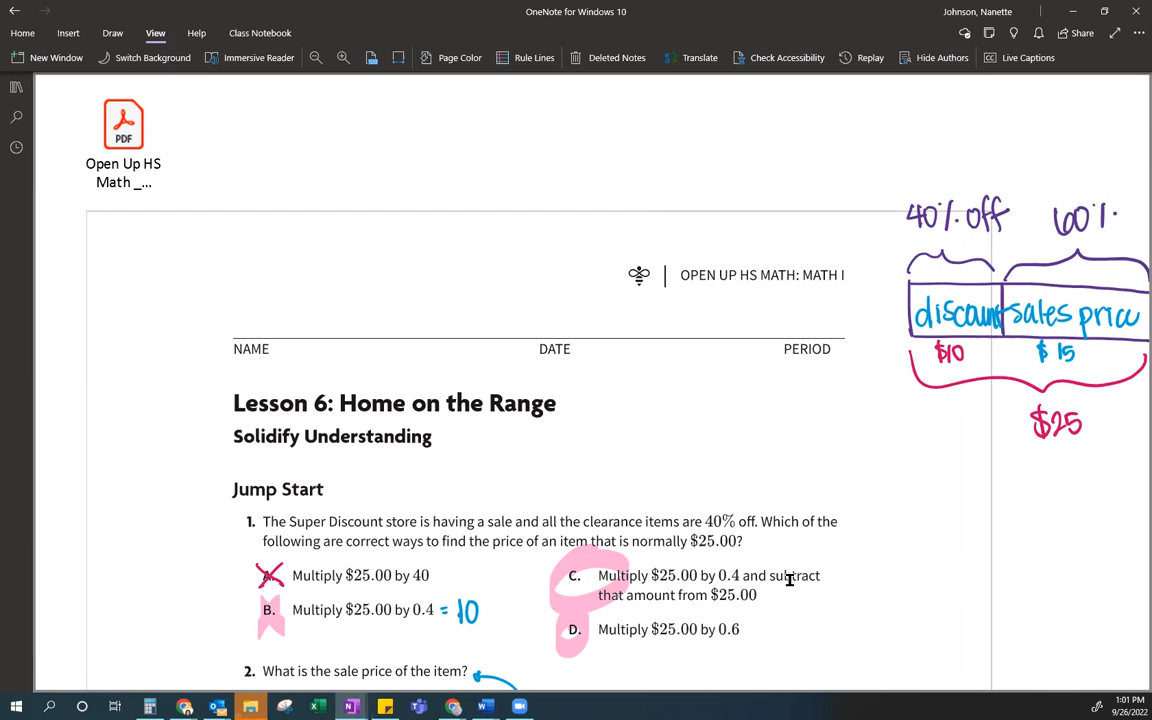 OneNote for Windows 10
Johnson, Nanette
Home Insert Draw View Help Class Notebook
Share
New Window Switch Background Immersive Reader Page Color Rule Lines Deleted Notes Translate Check Accessibility Replay Hide Authors Live Captions
PDF
Open Up HS
Math _...
40% off 60%
OPEN UP HS MATH: MATH I
discount sales price
NAME DATE PERIOD
$10 $15
Lesson 6: Home on the Range
$25
Solidify Understanding
Jump Start
1. The Super Discount store is having a sale and all the clearance items are 40% off. Which of the
following are correct ways to find the price of an item that is normally $25.00?
A. Multiply $25.00 by 40
B. Multiply $25.00 by 0.4 = 10
C. Multiply $25.00 by 0.4 and subtract
that amount from $25.00
D. Multiply $25.00 by 0.6
2. What is the sale price of the item?
1:01 PM
9/26/2022